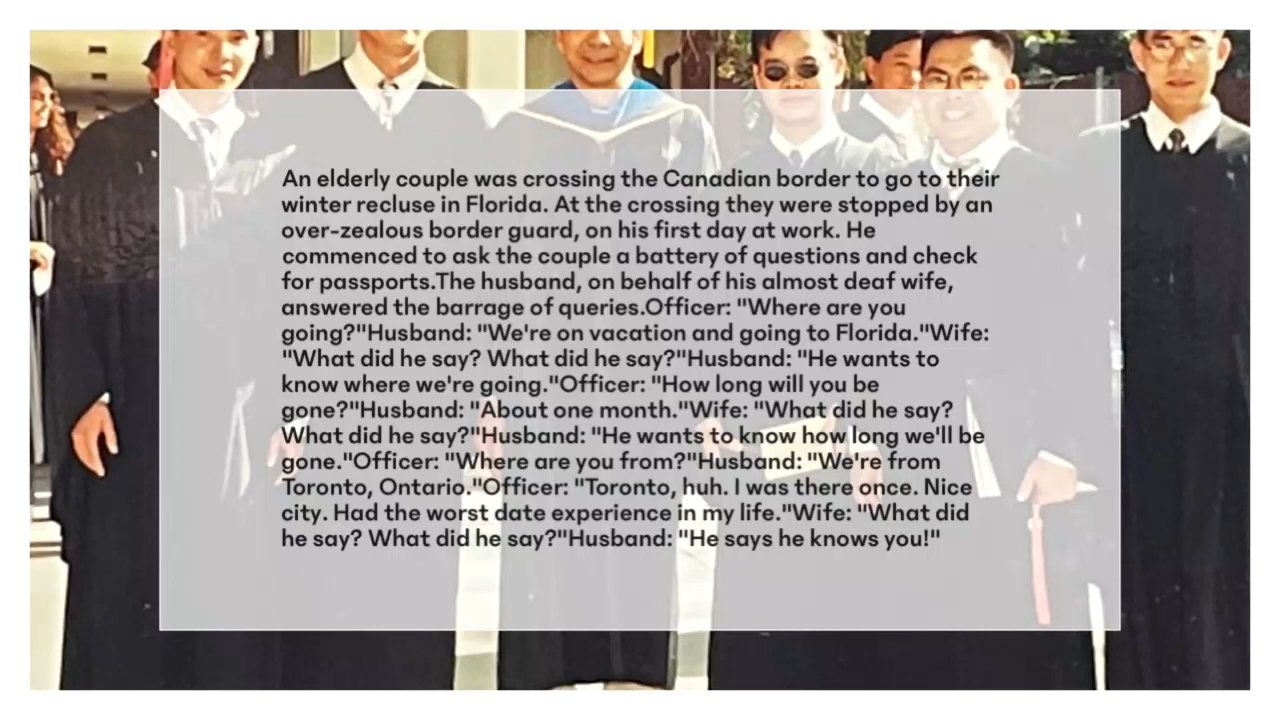 An elderly couple was crossing the Canadian border to go to their
winter recluse in Florida. At the crossing they were stopped by an
over-zealous border guard, on his first day at work. He
commenced to ask the couple a battery of questions and check
for passports.The husband, on behalf of his almost deaf wife,
answered the barrage of queries.Officer: "Where are you
going?"Husband: "We're on vacation and going to Florida."Wife:
"What did he say? What did he say?"Husband: "He wants to
know where we're going."Officer: "How long will you be
gone?"Husband: "About one month."Wife: "What did he say?
What did he say?"Husband: "He wants to know how long we'll be
gone."Officer: "Where are you from?"Husband: "We're from
Toronto, Ontario."Officer: "Toronto, huh. I was there once. Nice
city. Had the worst date experience in my life."Wife: "What did
he say? What did he say?"Husband: "He says he knows you!"